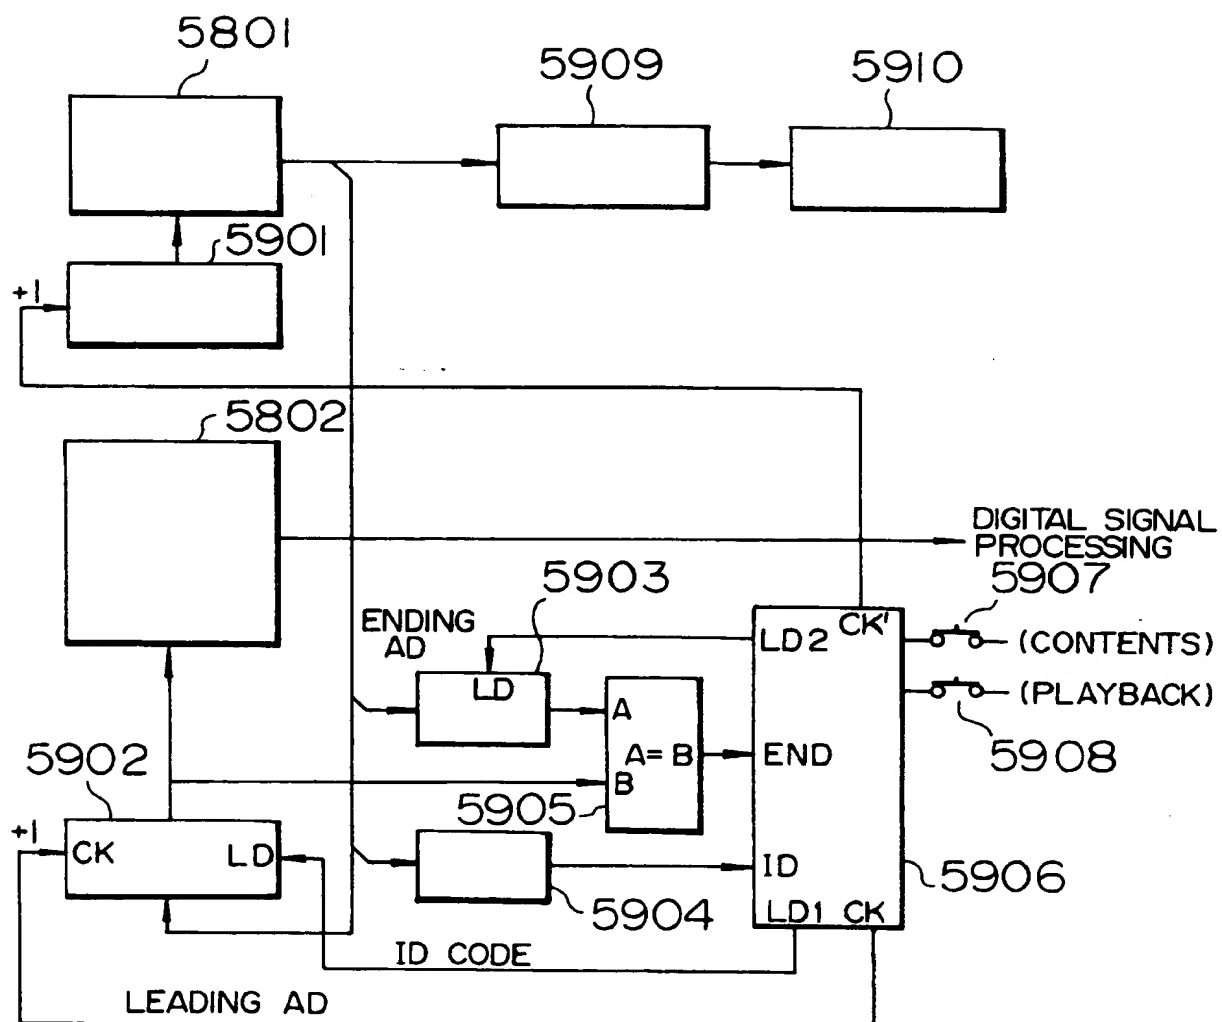 5801
5909
5910
5901
+1
5802
DIGITAL SIGNAL
PROCESSING
5903
5907
ENDING
AD
LD
LD2
CK'
(CONTENTS)
A
(PLAYBACK)
A=B
END
5908
5902
B
5905
+1
CK
LD
ID
5906
5904
LD1
CK
ID CODE
LEADING AD